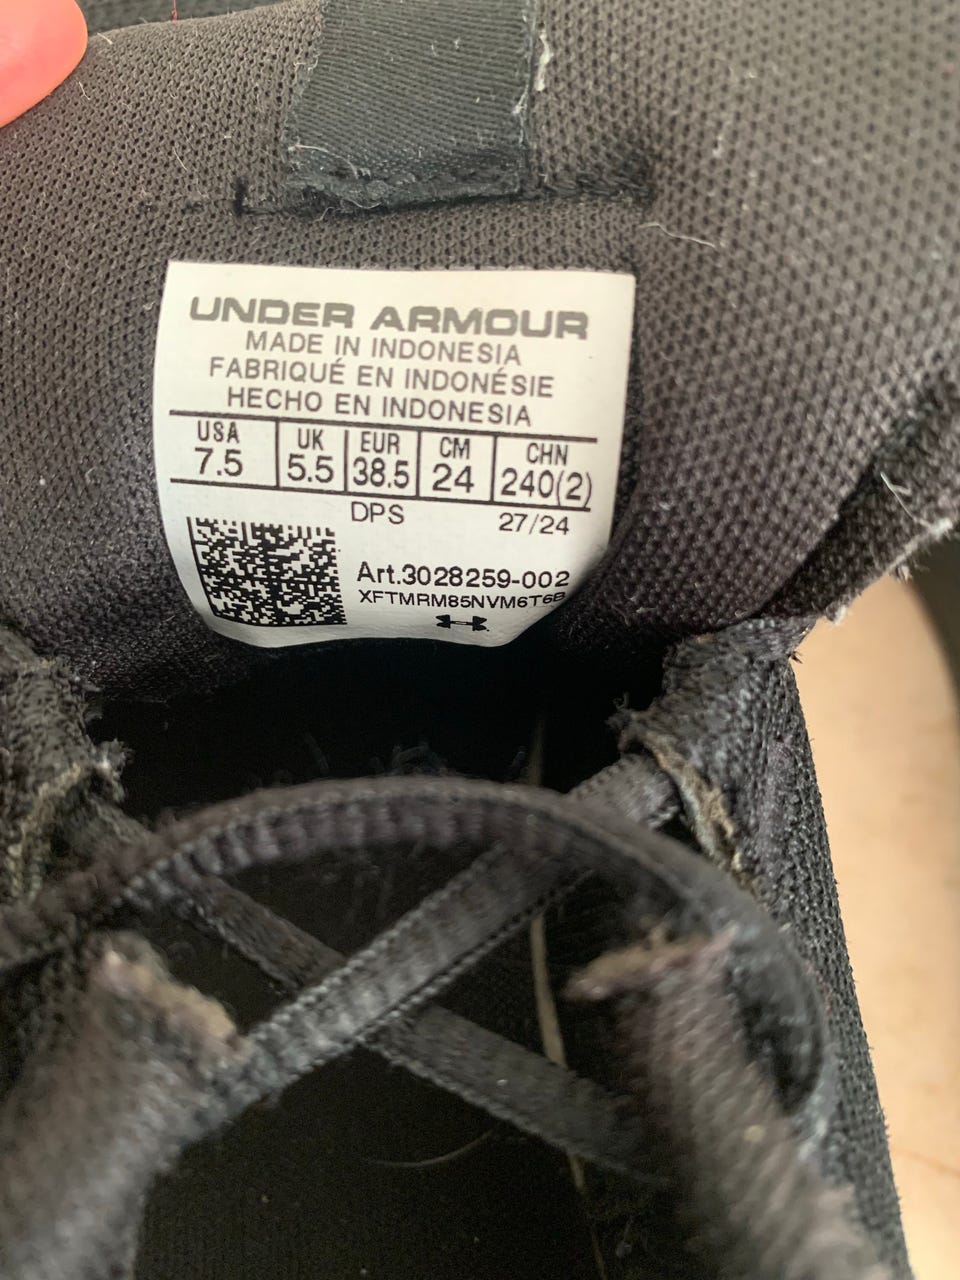 UNDER ARMOUR
MADE IN INDONESIA
FABRIQUÉ EN INDONÉSIE
HECHO EN INDONESIA
USA UK EUR CM CHN
7.5 5.5 38.5 24 240(2)
DPS 27/24
Art.3028259-002
XFTMRM85NVM6T6B